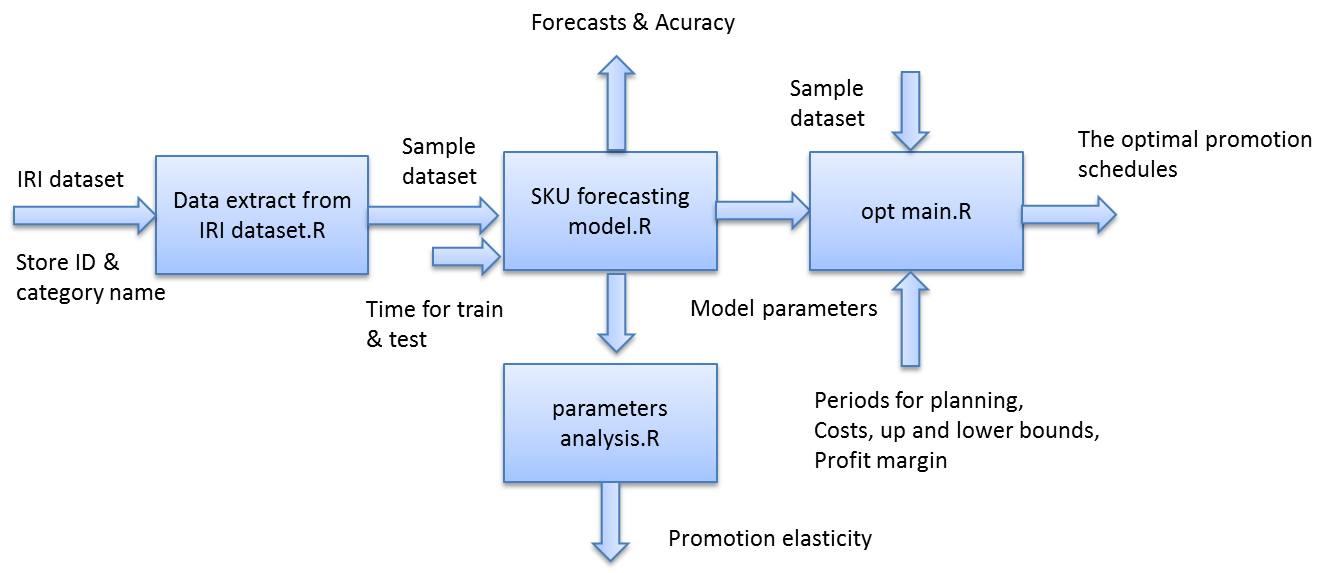 Forecasts & Acuracy
Sample
dataset
The optimal promotion
schedules
IRI dataset
Data extract from
IRI dataset.R
Sample
dataset
SKU forecasting
model.R
opt main.R
Store ID &
category name
Time for train
& test
Model parameters
parameters
analysis.R
Periods for planning,
Costs, up and lower bounds,
Profit margin
Promotion elasticity